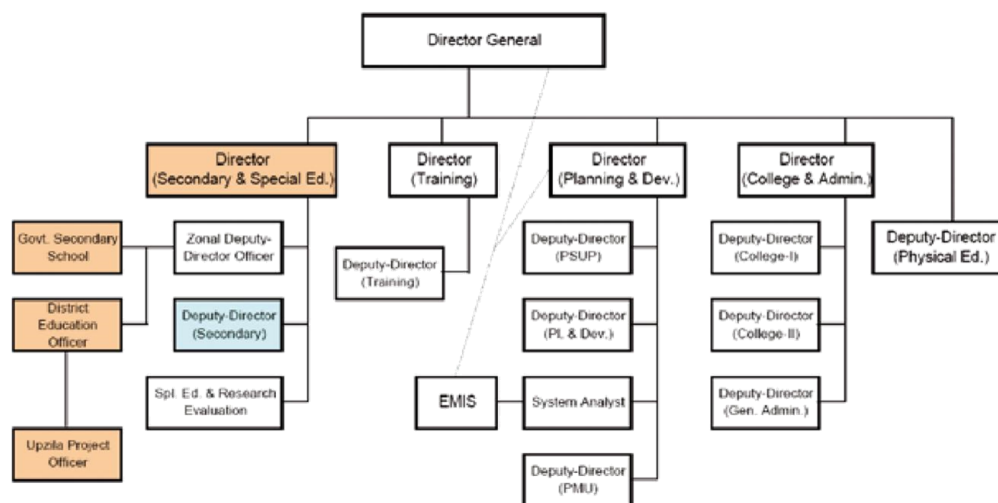 Director General
Director
(Secondary & Special Ed.)
Director
(Training)
Director
(Planning & Dev.)
Director
(College & Admin.)
Govt. Secondary
School
Zonal Deputy-
Director Officer
Deputy-Director
(Training)
Deputy-Director
(PSUP)
Deputy-Director
(College-I)
Deputy-Director
(Physical Ed.)
District
Education
Officer
Deputy-Director
(Secondary)
Deputy-Director
(Pl. & Dev.)
Deputy-Director
(College-II)
Spl. Ed. & Research
Evaluation
EMIS
System Analyst
Deputy-Director
(Gen. Admin.)
Upzila Project
Officer
Deputy-Director
(PMU)